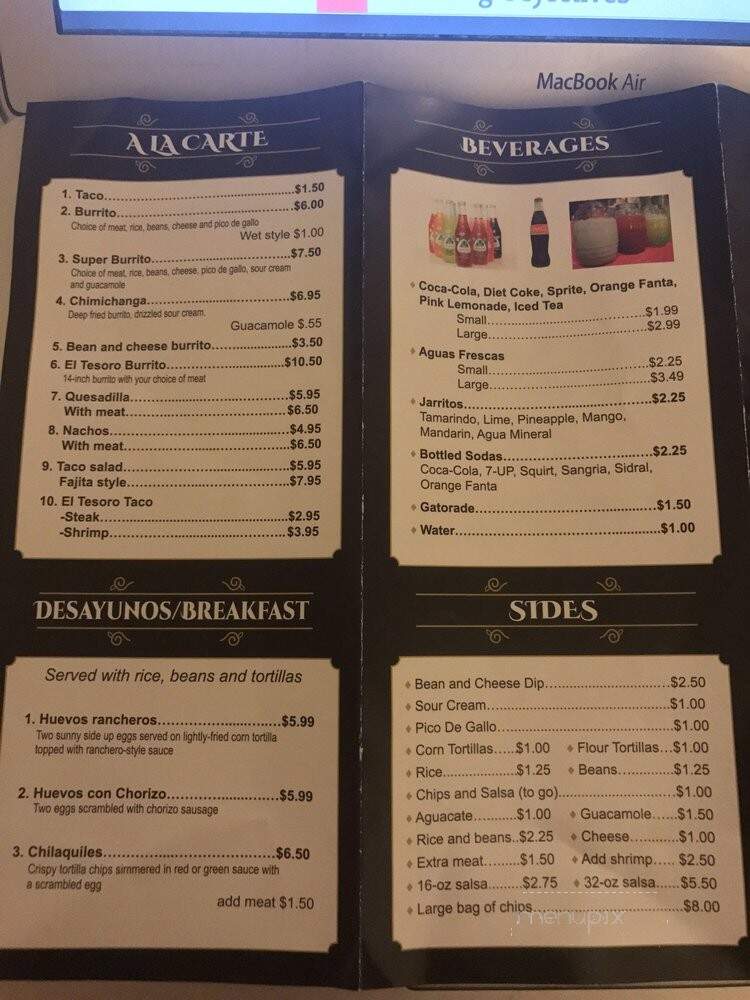 MacBook Air
A LA CARTE
1. Taco.....$1.50
2. Burrito.....$6.00
Choice of meat, rice, beans, cheese and pico de gallo
Wet style $1.00
3. Super Burrito.....$7.50
Choice of meat, rice, beans, cheese, pico de gallo, sour cream
and guacamole
4. Chimichanga.....$6.95
Deep fried burrito, drizzled sour cream.
Guacamole $.55
5. Bean and cheese burrito.....$3.50
6. El Tesoro Burrito.....$10.50
14-inch burrito with your choice of meat
7. Quesadilla.....$5.95
With meat.....$6.50
8. Nachos.....$4.95
With meat.....$6.50
9. Taco salad.....$5.95
Fajita style.....$7.95
10. El Tesoro Taco
-Steak.....$2.95
-Shrimp.....$3.95
DESAYUNOS/BREAKFAST
Served with rice, beans and tortillas
1. Huevos rancheros.....$5.99
Two sunny side up eggs served on lightly-fried corn tortilla
topped with ranchero-style sauce
2. Huevos con Chorizo.....$5.99
Two eggs scrambled with chorizo sausage
3. Chilaquiles.....$6.50
Crispy tortilla chips simmered in red or green sauce with
a scrambled egg
add meat $1.50
BEVERAGES
Coca-Cola, Diet Coke, Sprite, Orange Fanta,
Pink Lemonade, Iced Tea
Small.....$1.99
Large.....$2.99
Aguas Frescas
Small.....$2.25
Large.....$3.49
Jarritos.....$2.25
Tamarindo, Lime, Pineapple, Mango,
Mandarin, Agua Mineral
Bottled Sodas.....$2.25
Coca-Cola, 7-UP, Squirt, Sangria, Sidral,
Orange Fanta
Gatorade.....$1.50
Water.....$1.00
SIDES
Bean and Cheese Dip.....$2.50
Sour Cream.....$1.00
Pico De Gallo.....$1.00
Corn Tortillas.....$1.00 Flour Tortillas...$1.00
Rice.....$1.25 Beans.....$1.25
Chips and Salsa (to go).....$1.00
Aguacate.....$1.00 Guacamole.....$1.50
Rice and beans..$2.25 Cheese.....$1.00
Extra meat.....$1.50 Add shrimp..... $2.50
16-oz salsa.....$2.75 32-oz salsa.....$5.50
Large bag of chips.....$8.00
menupix